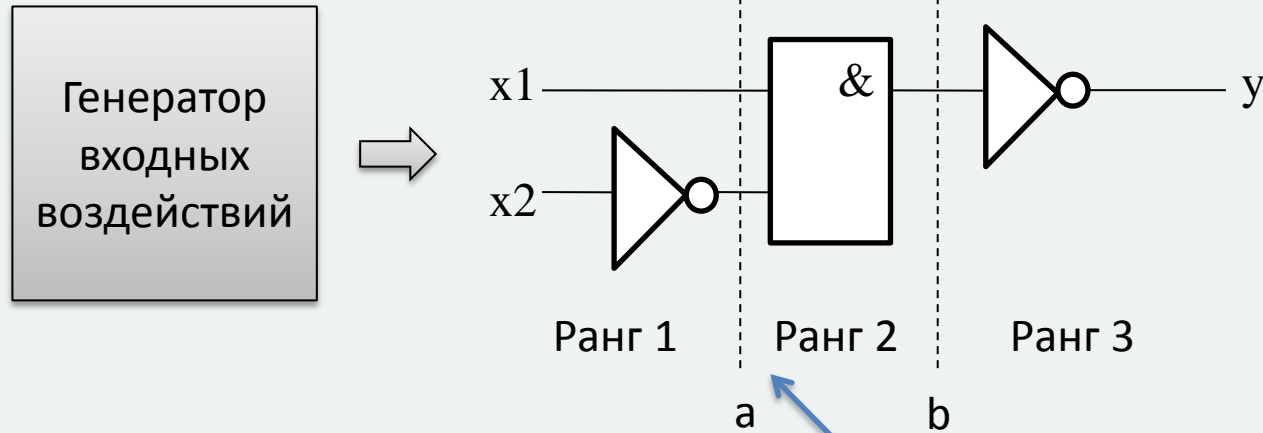 Генератор
входных
воздействий
x1
&
y
x2
Ранг 1
Ранг 2
Ранг 3
a
b